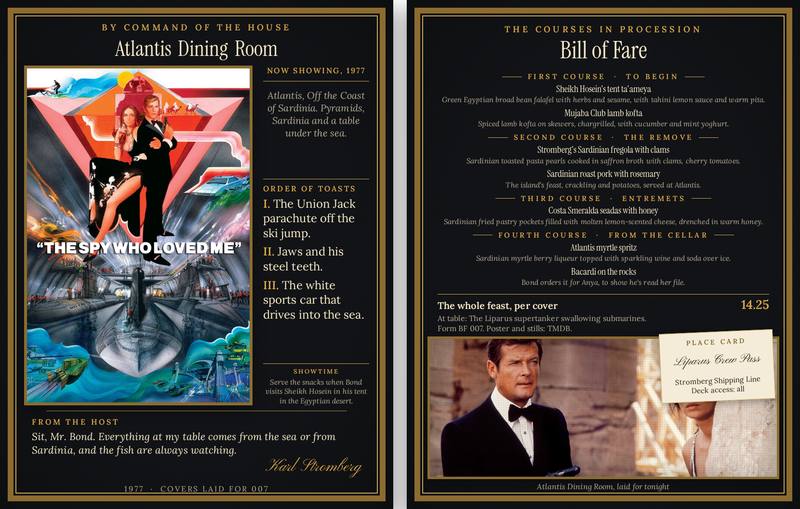 BY COMMAND OF THE HOUSE
Atlantis Dining Room
NOW SHOWING, 1977
Atlantis, Off the Coast
of Sardinia. Pyramids,
Sardinia and a table
under the sea.
"THE SPY WHO LOVED ME"
ORDER OF TOASTS
I. The Union Jack
parachute off the
ski jump.
II. Jaws and his
steel teeth.
III. The white
sports car that
drives into the sea.
SHOWTIME
Serve the snacks when Bond
visits Sheikh Hosein in his tent
in the Egyptian desert.
FROM THE HOST
Sit, Mr. Bond. Everything at my table comes from the sea or from
Sardinia, and the fish are always watching.
Karl Stromberg
1977 · COVERS LAID FOR 007
THE COURSES IN PROCESSION
Bill of Fare
FIRST COURSE · TO BEGIN
Sheikh Hosein's tent ta'ameya
Green Egyptian broad bean falafel with herbs and sesame, with tahini lemon sauce and warm pita.
Mujaba Club lamb kofta
Spiced lamb kofta on skewers, chargrilled, with cucumber and mint yoghurt.
SECOND COURSE · THE REMOVE
Stromberg's Sardinian fregola with clams
Sardinian toasted pasta pearls cooked in saffron broth with clams, cherry tomatoes.
Sardinian roast pork with rosemary
The island's feast, crackling and potatoes, served at Atlantis.
THIRD COURSE · ENTREMETS
Costa Smeralda seadas with honey
Sardinian fried pastry pockets filled with molten lemon-scented cheese, drenched in warm honey.
FOURTH COURSE · FROM THE CELLAR
Atlantis myrtle spritz
Sardinian myrtle berry liqueur topped with sparkling wine and soda over ice.
Bacardi on the rocks
Bond orders it for Anya, to show he's read her file.
The whole feast, per cover 14.25
At table: The Liparus supertanker swallowing submarines.
Form BF 007. Poster and stills: TMDB.
PLACE CARD
Liparus Crew Pass
Stromberg Shipping Line
Deck access: all
Atlantis Dining Room, laid for tonight